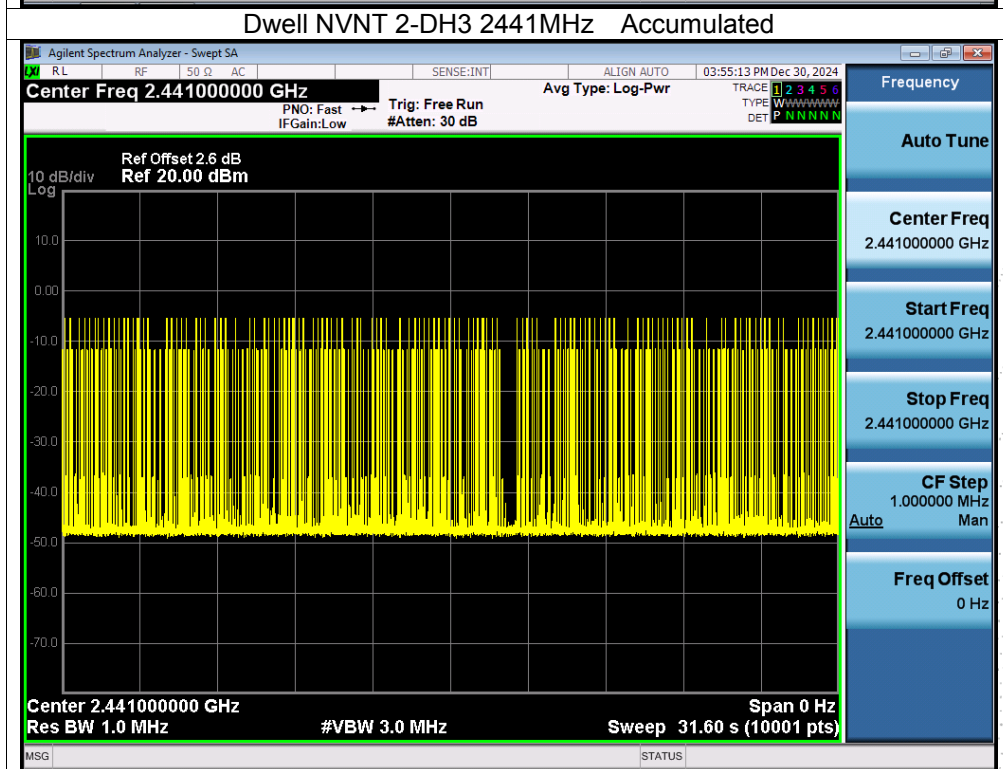 Dwell NVNT 2-DH3 2441MHz Accumulated
Agilent Spectrum Analyzer - Swept SA
LXI RL RF 50 Ω AC SENSE:INT ALIGN AUTO 03:55:13 PM Dec 30, 2024
Center Freq 2.441000000 GHz
PNO: Fast
IFGain:Low
Trig: Free Run
#Atten: 30 dB
Avg Type: Log-Pwr
TRACE 1 2 3 4 5 6
TYPE WWWWWWW
DET P N N N N N
Ref Offset 2.6 dB
10 dB/div Ref 20.00 dBm
Log
10.0
0.00
-10.0
-20.0
-30.0
-40.0
-50.0
-60.0
-70.0
Center 2.441000000 GHz Span 0 Hz
Res BW 1.0 MHz #VBW 3.0 MHz Sweep 31.60 s (10001 pts)
MSG STATUS
Frequency
Auto Tune
Center Freq
2.441000000 GHz
Start Freq
2.441000000 GHz
Stop Freq
2.441000000 GHz
CF Step
1.000000 MHz
Auto Man
Freq Offset
0 Hz